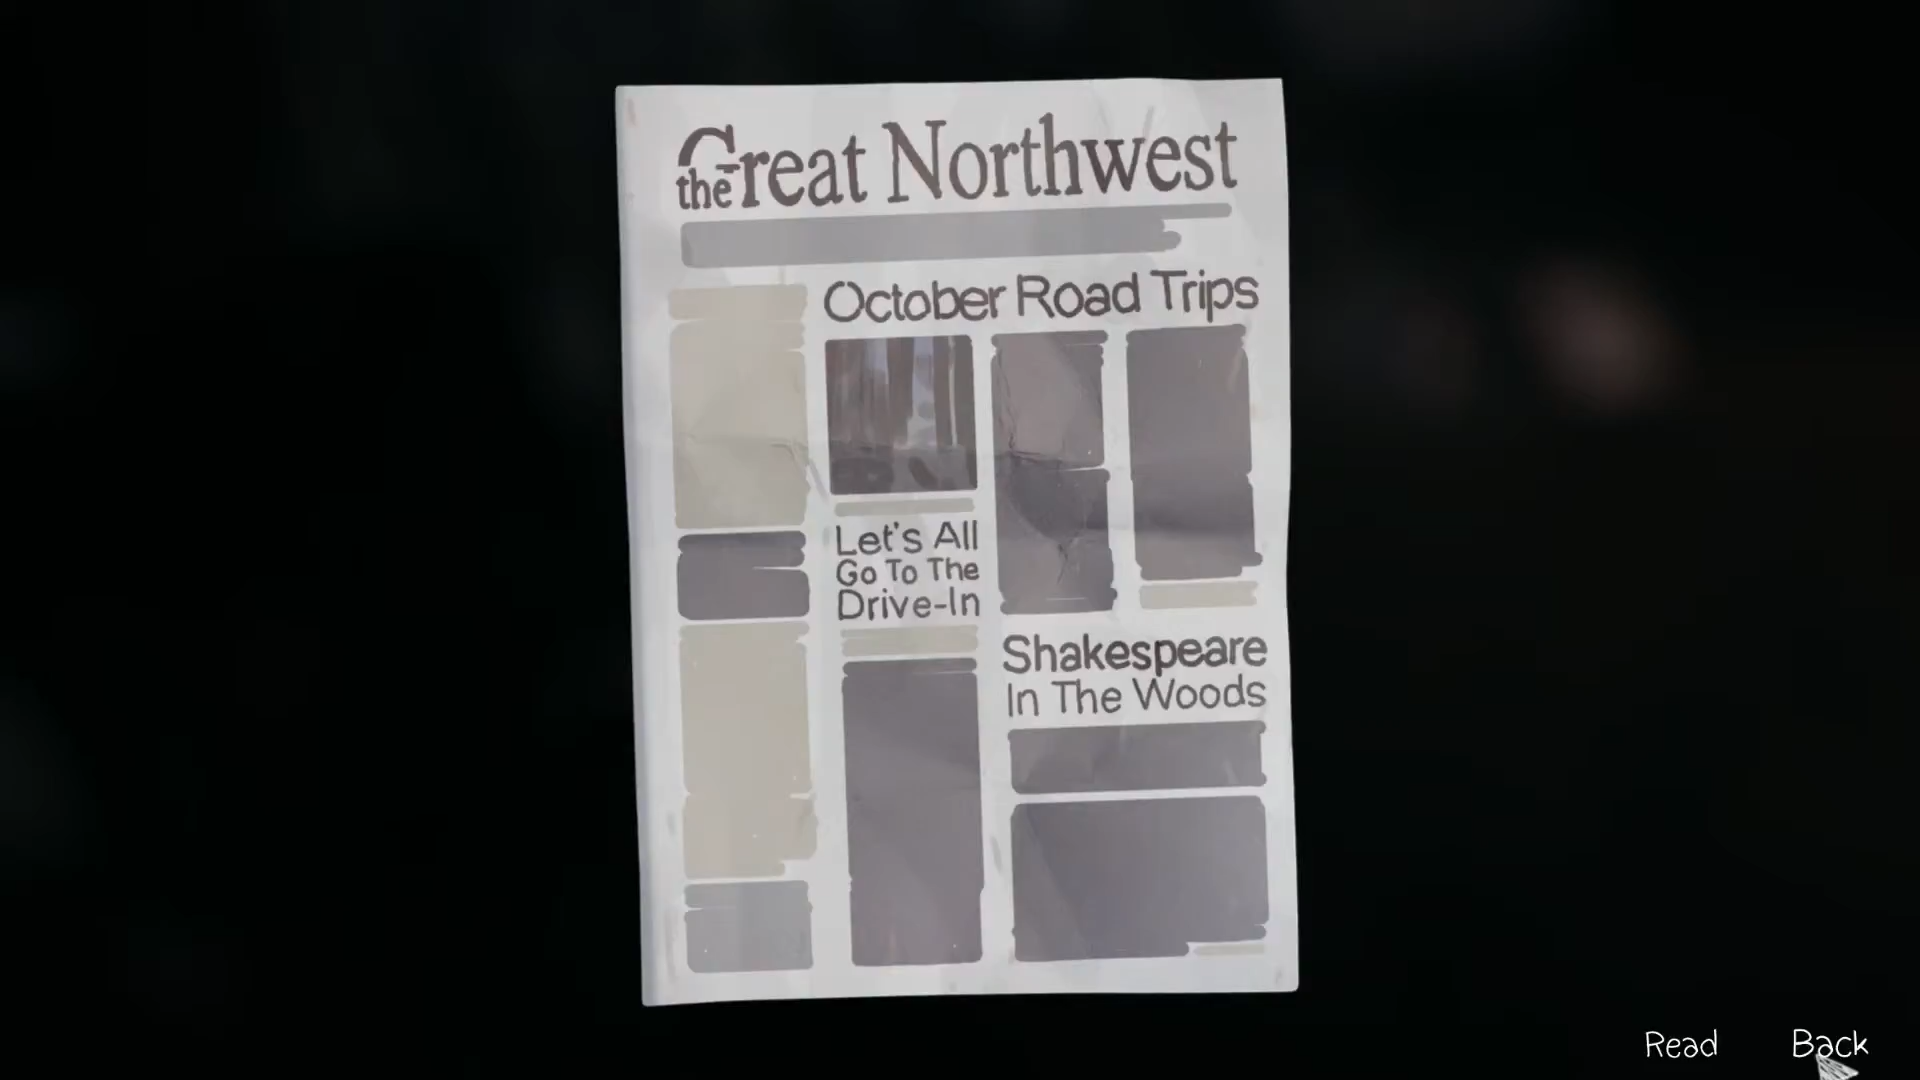 the Great Northwest
October Road Trips
Let's All
Go To The
Drive-In
Shakespeare
In The Woods
Read
Back